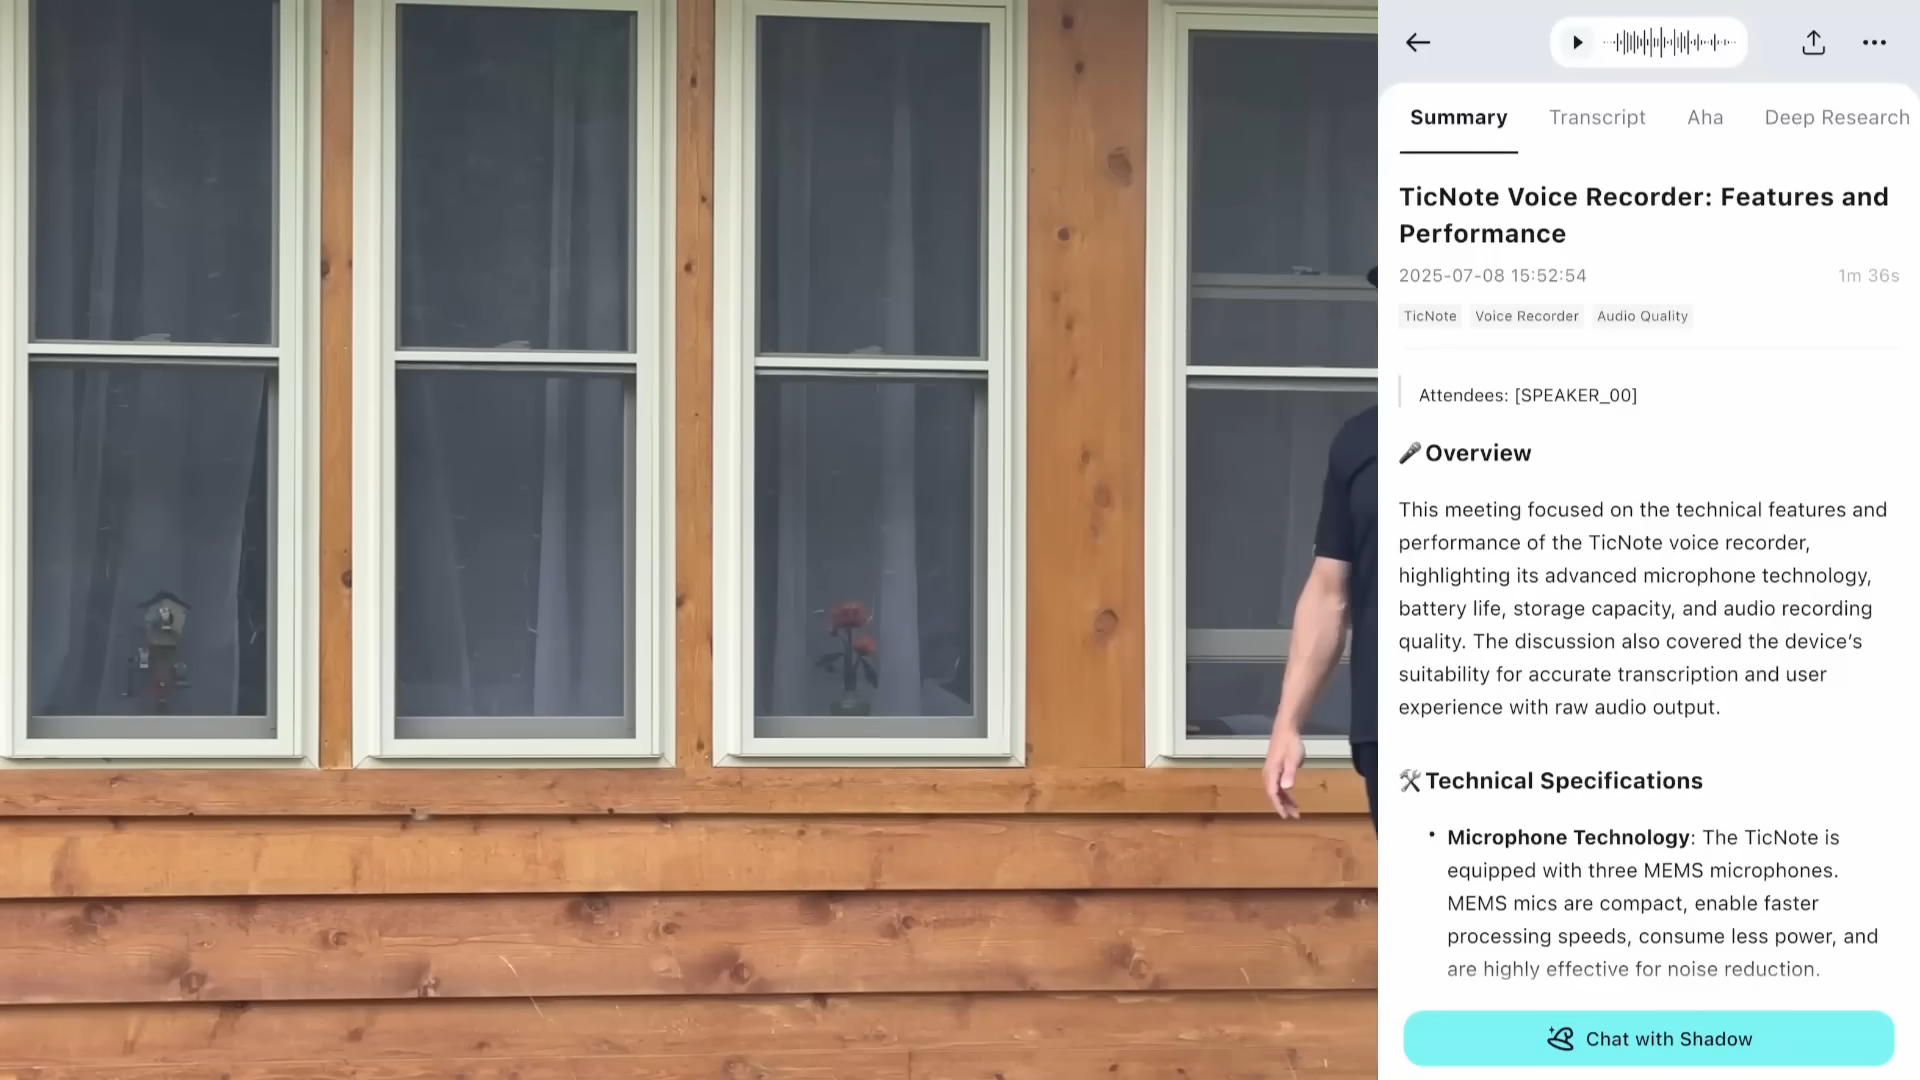 Summary Transcript Aha Deep Research
TicNote Voice Recorder: Features and
Performance
2025-07-08 15:52:54 1m 36s
TicNote Voice Recorder Audio Quality
Attendees: [SPEAKER_00]
Overview
This meeting focused on the technical features and
performance of the TicNote voice recorder,
highlighting its advanced microphone technology,
battery life, storage capacity, and audio recording
quality. The discussion also covered the device’s
suitability for accurate transcription and user
experience with raw audio output.
Technical Specifications
• Microphone Technology: The TicNote is
equipped with three MEMS microphones.
MEMS mics are compact, enable faster
processing speeds, consume less power, and
are highly effective for noise reduction.
Chat with Shadow